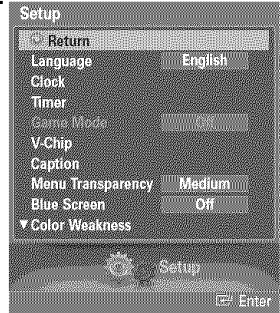 Setup
Return
Language English
Clock
Timer
Game Mode Off
V-Chip
Caption
Menu Transparency Medium
Blue Screen Off
▼ Color Weakness
Setup
Enter